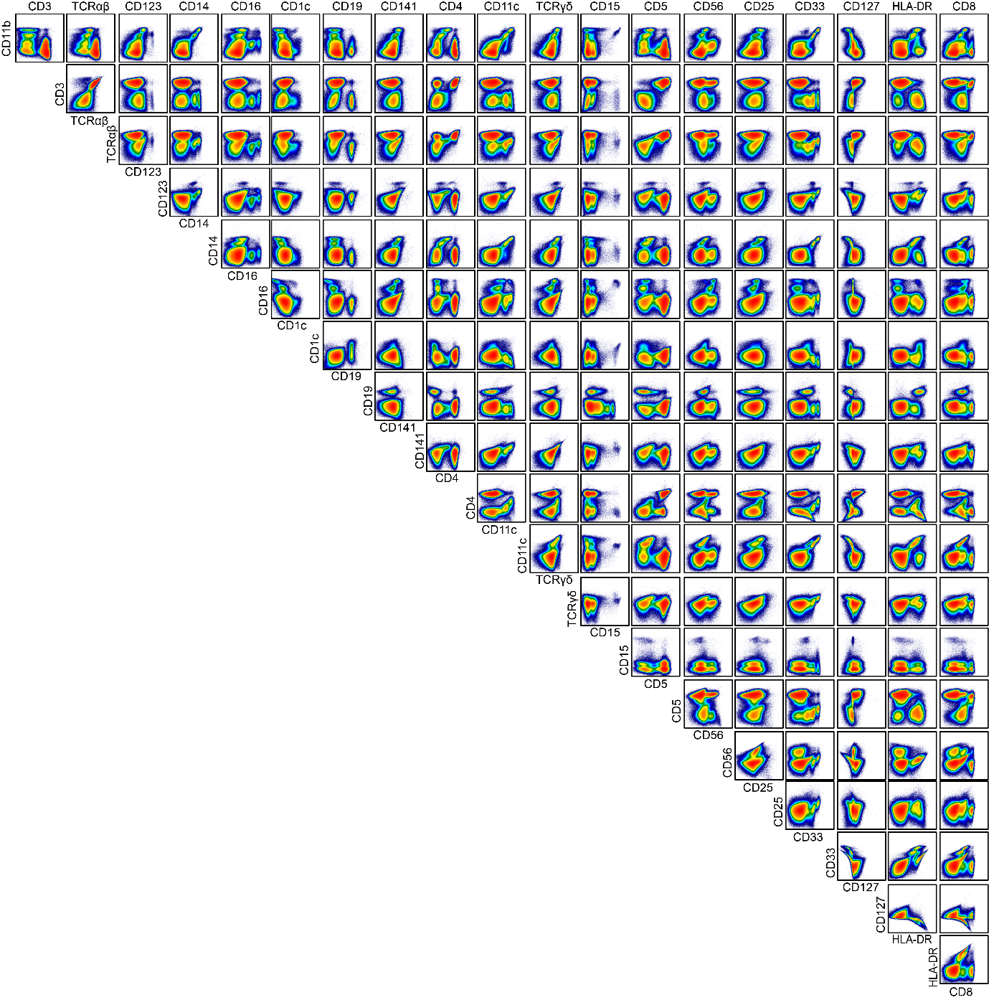 CD3 TCRαβ CD123 CD14 CD16 CD1c CD19 CD141 CD4 CD11c TCRγδ CD15 CD5 CD56 CD25 CD33 CD127 HLA-DR CD8
CD11b
CD3
TCRαβ
TCRαβ
CD123
CD123
CD14
CD14
CD16
CD16
CD1c
CD1c
CD19
CD19
CD141
CD141
CD4
CD4
CD11c
CD11c
TCRγδ
TCRγδ
CD15
CD15
CD5
CD5
CD56
CD56
CD25
CD25
CD33
CD33
CD127
CD127
HLA-DR
HLA-DR
CD8